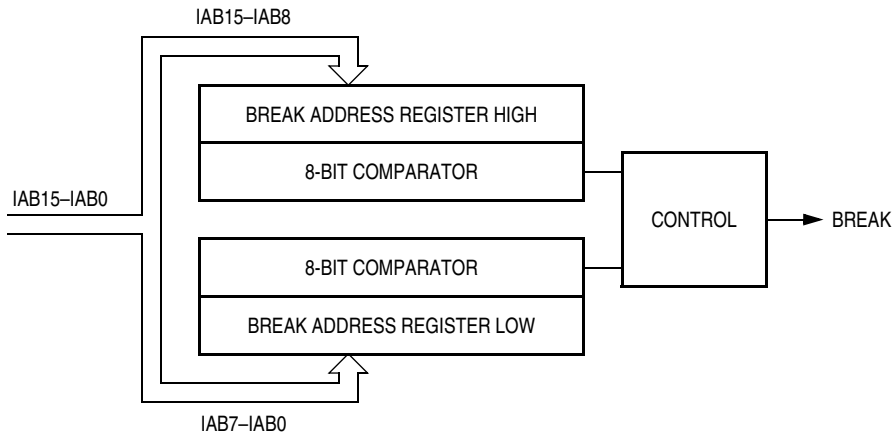 IAB15–IAB8
BREAK ADDRESS REGISTER HIGH
8-BIT COMPARATOR
IAB15–IAB0
CONTROL
BREAK
8-BIT COMPARATOR
BREAK ADDRESS REGISTER LOW
IAB7–IAB0